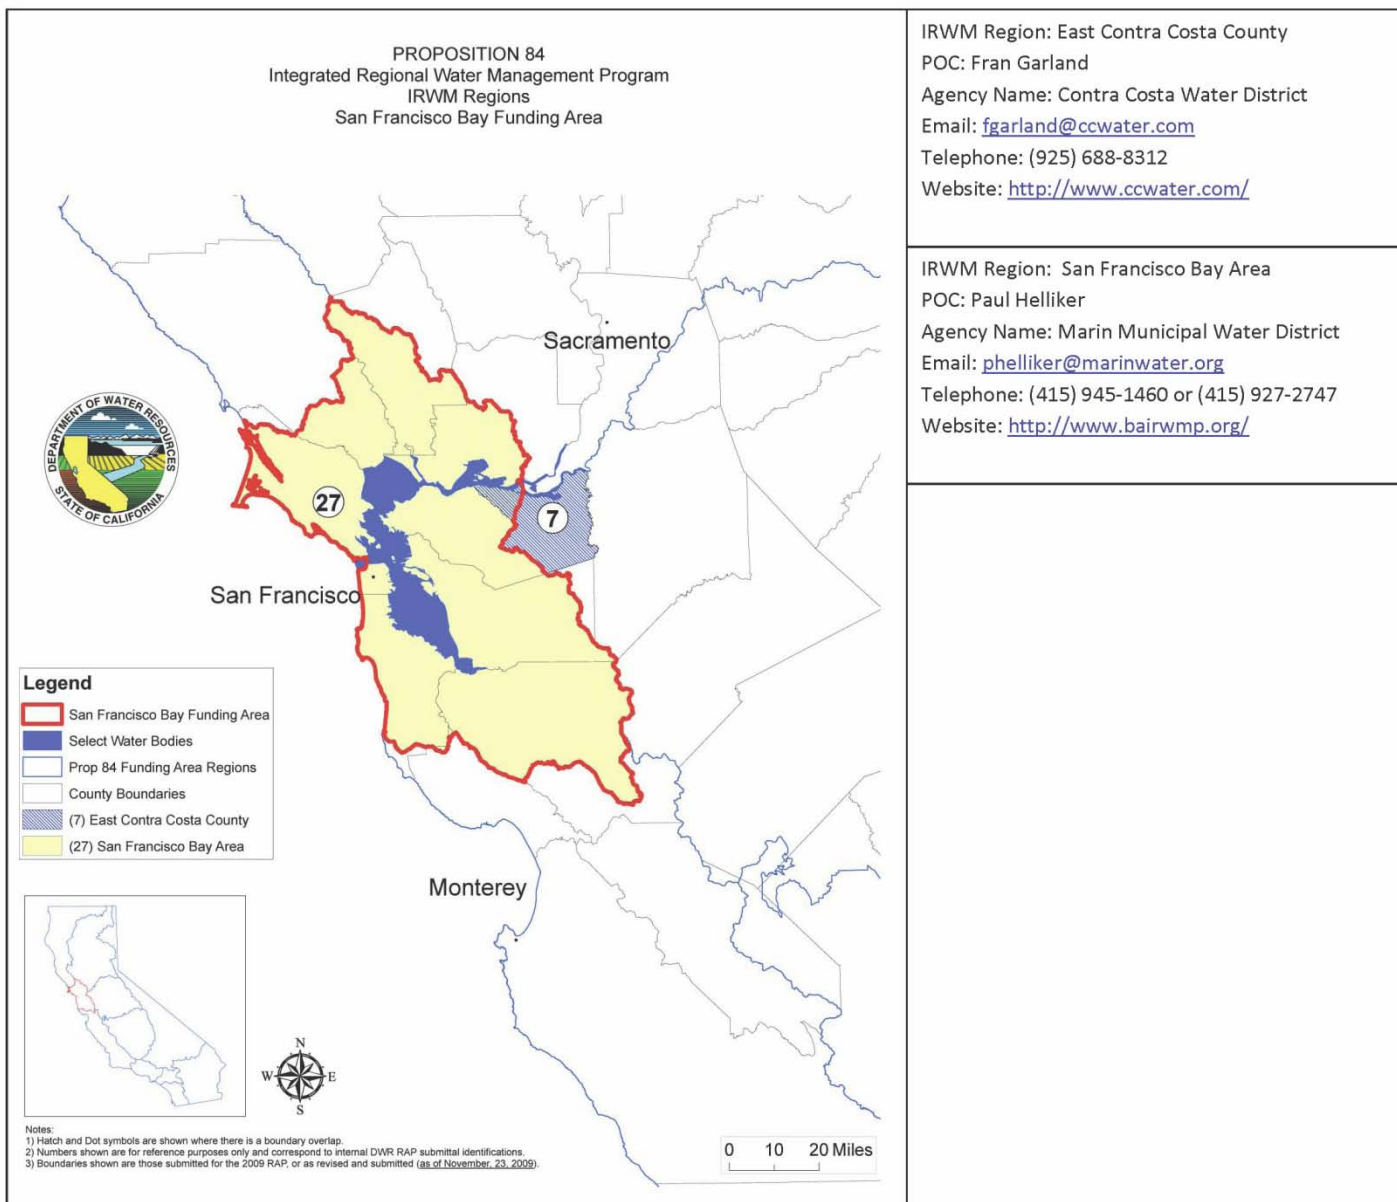 PROPOSITION 84
Integrated Regional Water Management Program
IRWM Regions
San Francisco Bay Funding Area
Sacramento
DEPARTMENT OF WATER RESOURCES
STATE OF CALIFORNIA
27
7
San Francisco
Legend
San Francisco Bay Funding Area
Select Water Bodies
Prop 84 Funding Area Regions
County Boundaries
(7) East Contra Costa County
(27) San Francisco Bay Area
Monterey
N
W E
S
Notes:
1) Hatch and Dot symbols are shown where there is a boundary overlap.
2) Numbers shown are for reference purposes only and correspond to internal DWR RAP submittal identifications.
3) Boundaries shown are those submitted for the 2009 RAP, or as revised and submitted (as of November, 23, 2009).
0 10 20 Miles
IRWM Region: East Contra Costa County
POC: Fran Garland
Agency Name: Contra Costa Water District
Email: fgarland@ccwater.com
Telephone: (925) 688-8312
Website: http://www.ccwater.com/
IRWM Region: San Francisco Bay Area
POC: Paul Helliker
Agency Name: Marin Municipal Water District
Email: phelliker@marinwater.org
Telephone: (415) 945-1460 or (415) 927-2747
Website: http://www.bairwmp.org/